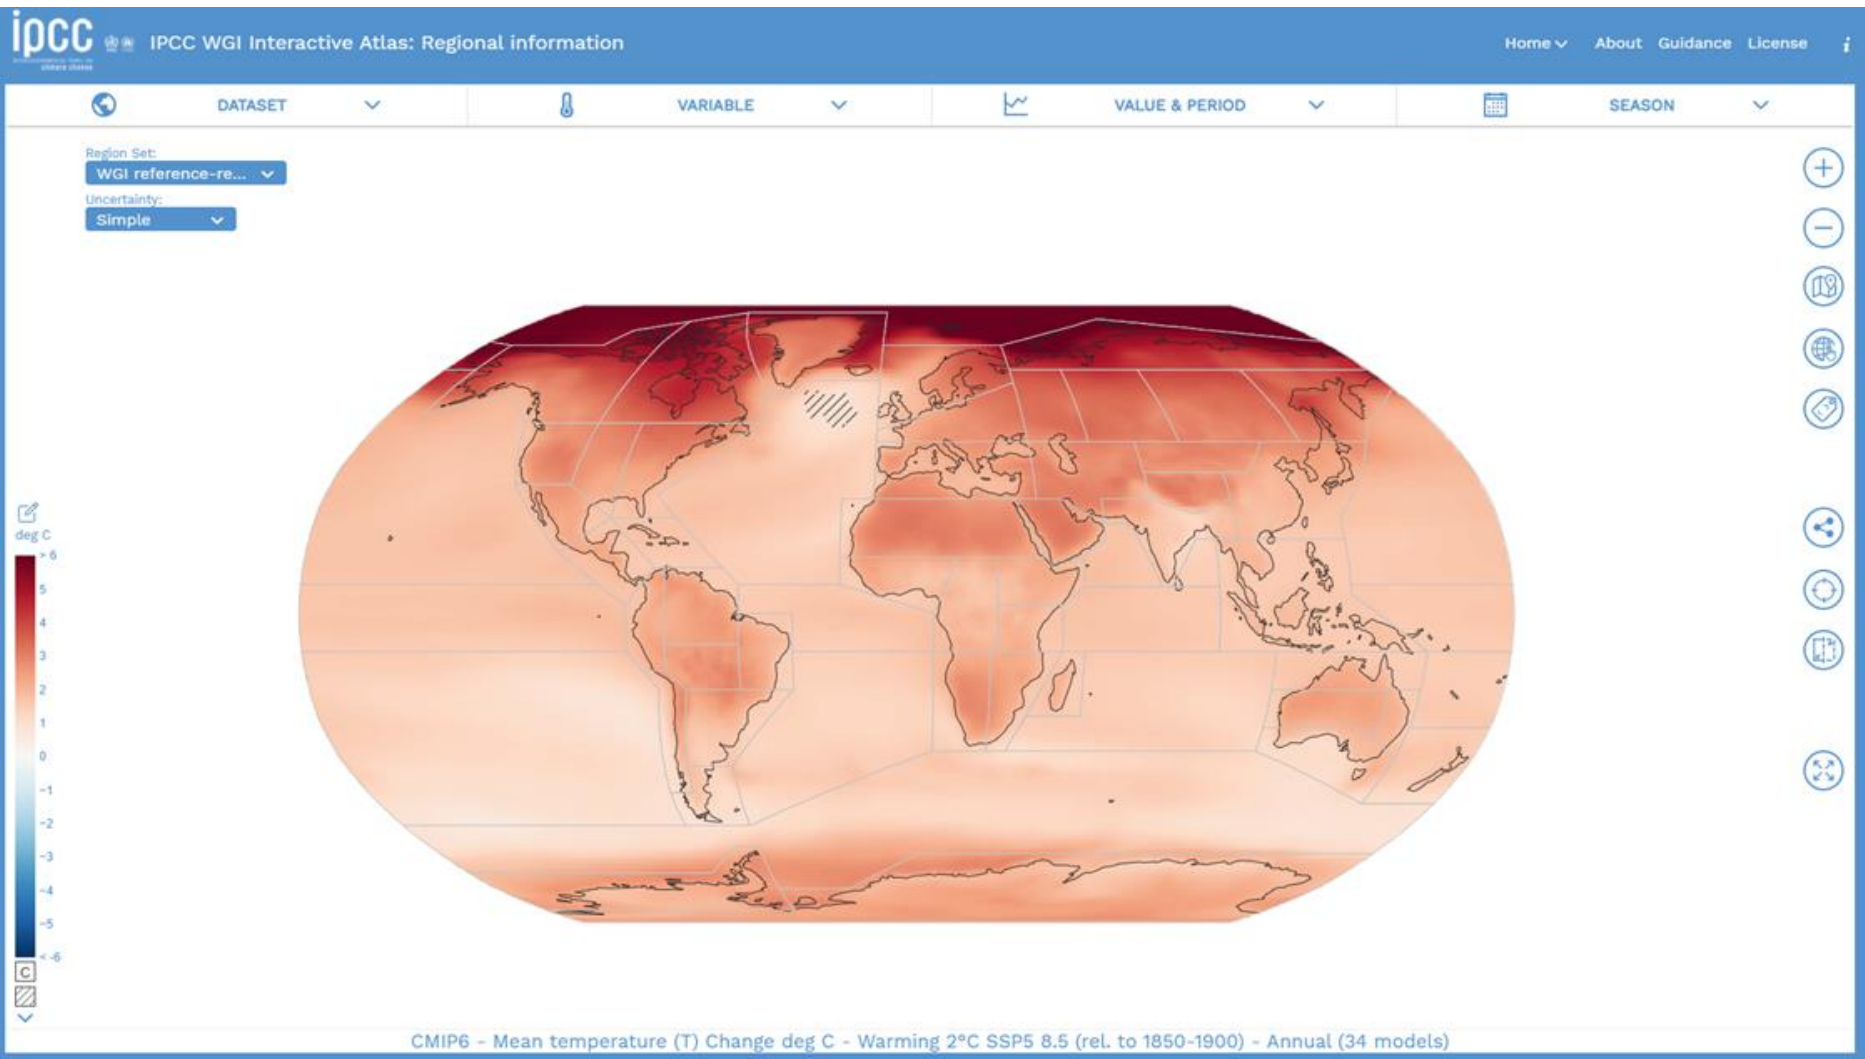 ipcc
IPCC WGI Interactive Atlas: Regional information
Home
About
Guidance
License
i
DATASET
VARIABLE
VALUE & PERIOD
SEASON
Region Set:
WGI reference-re...
Uncertainty:
Simple
deg C
> 6
5
4
3
2
1
0
−1
−2
−3
−4
−5
< -6
C
CMIP6 - Mean temperature (T) Change deg C - Warming 2°C SSP5 8.5 (rel. to 1850-1900) - Annual (34 models)